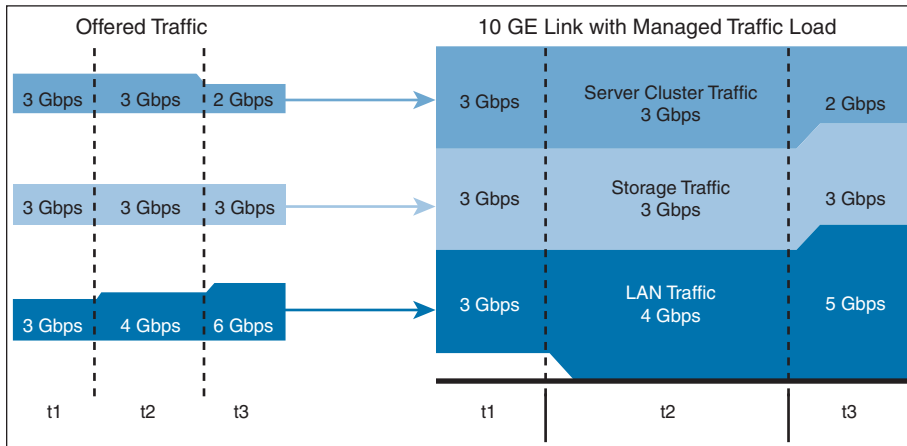 Offered Traffic
10 GE Link with Managed Traffic Load
3 Gbps
3 Gbps
2 Gbps
3 Gbps
Server Cluster Traffic
3 Gbps
2 Gbps
3 Gbps
3 Gbps
3 Gbps
3 Gbps
Storage Traffic
3 Gbps
3 Gbps
3 Gbps
4 Gbps
6 Gbps
3 Gbps
LAN Traffic
4 Gbps
5 Gbps
t1
t2
t3
t1
t2
t3